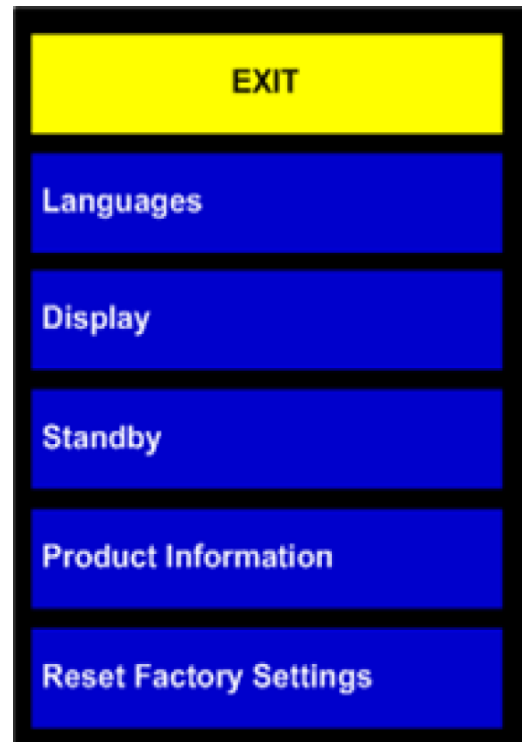 EXIT
Languages
Display
Standby
Product Information
Reset Factory Settings